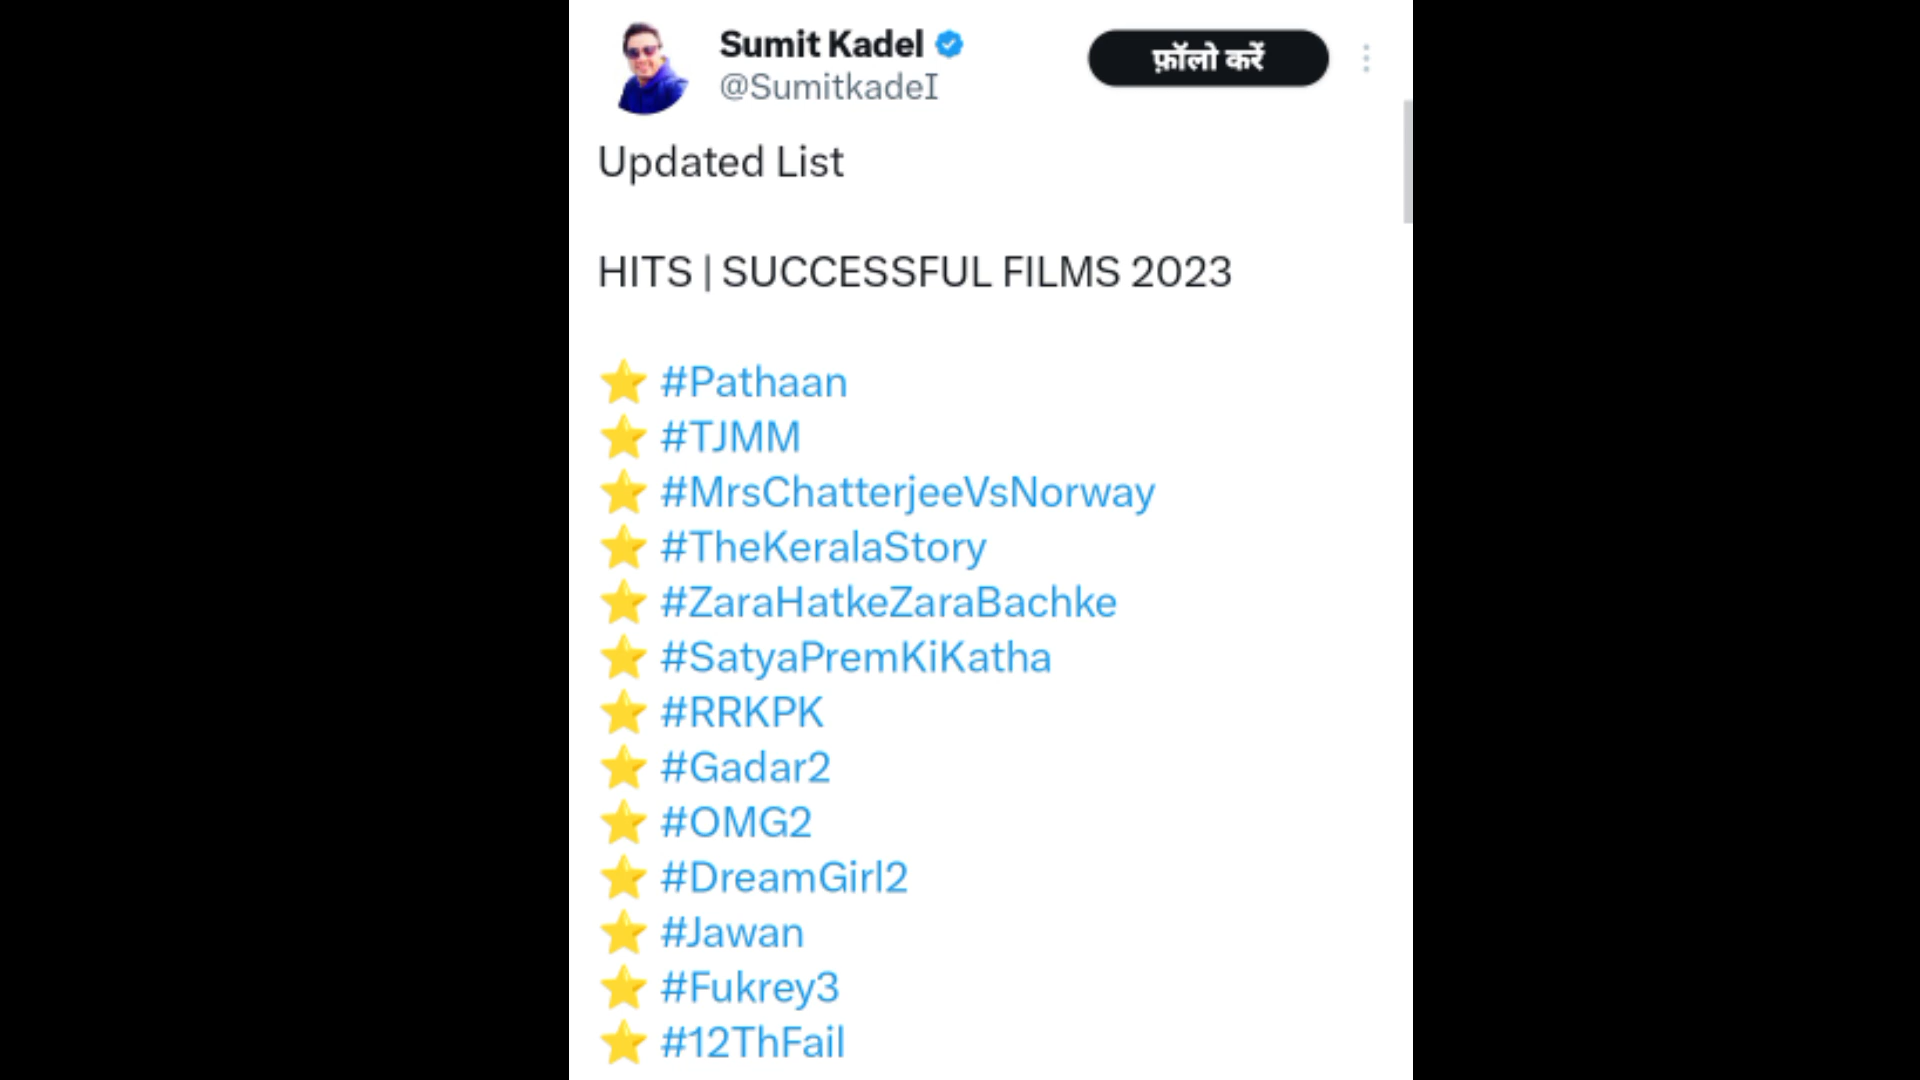 Sumit Kadel
@SumitkadeI
फ़ॉलो करें
Updated List
HITS | SUCCESSFUL FILMS 2023
⭐ #Pathaan
⭐ #TJMM
⭐ #MrsChatterjeeVsNorway
⭐ #TheKeralaStory
⭐ #ZaraHatkeZaraBachke
⭐ #SatyaPremKiKatha
⭐ #RRKPK
⭐ #Gadar2
⭐ #OMG2
⭐ #DreamGirl2
⭐ #Jawan
⭐ #Fukrey3
⭐ #12ThFail